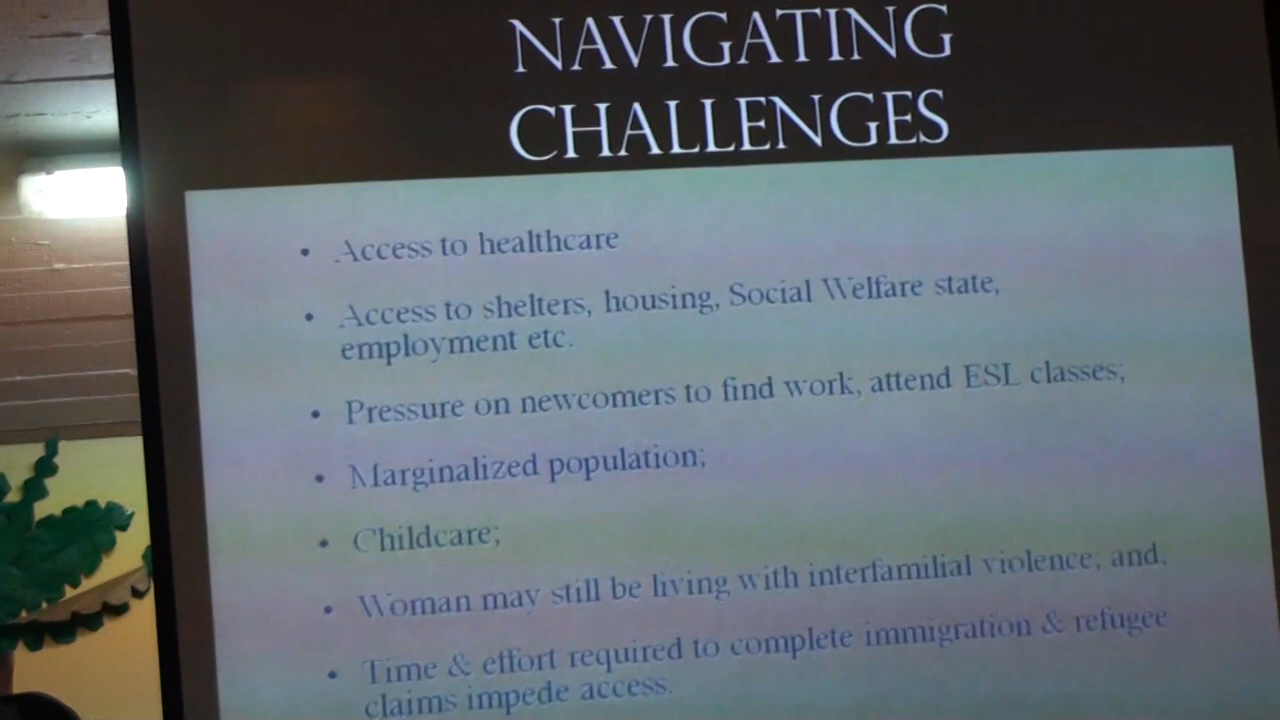 NAVIGATING
CHALLENGES
• Access to healthcare
• Access to shelters, housing, Social Welfare state,
employment etc.
• Pressure on newcomers to find work, attend ESL classes;
• Marginalized population;
• Childcare;
• Woman may still be living with interfamilial violence; and,
• Time & effort required to complete immigration & refugee
claims impede access.